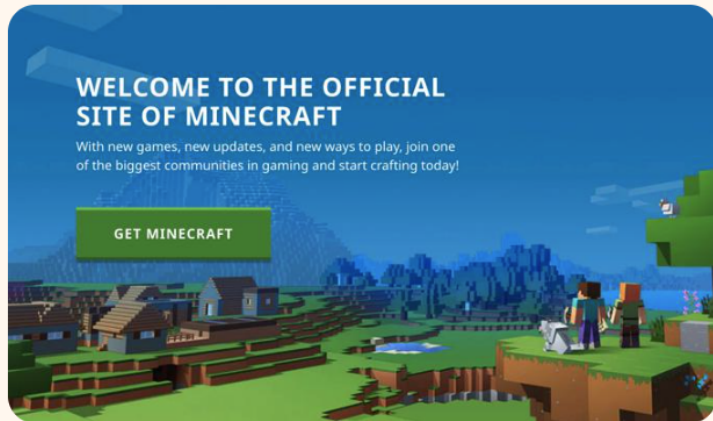 WELCOME TO THE OFFICIAL
SITE OF MINECRAFT
With new games, new updates, and new ways to play, join one
of the biggest communities in gaming and start crafting today!
GET MINECRAFT